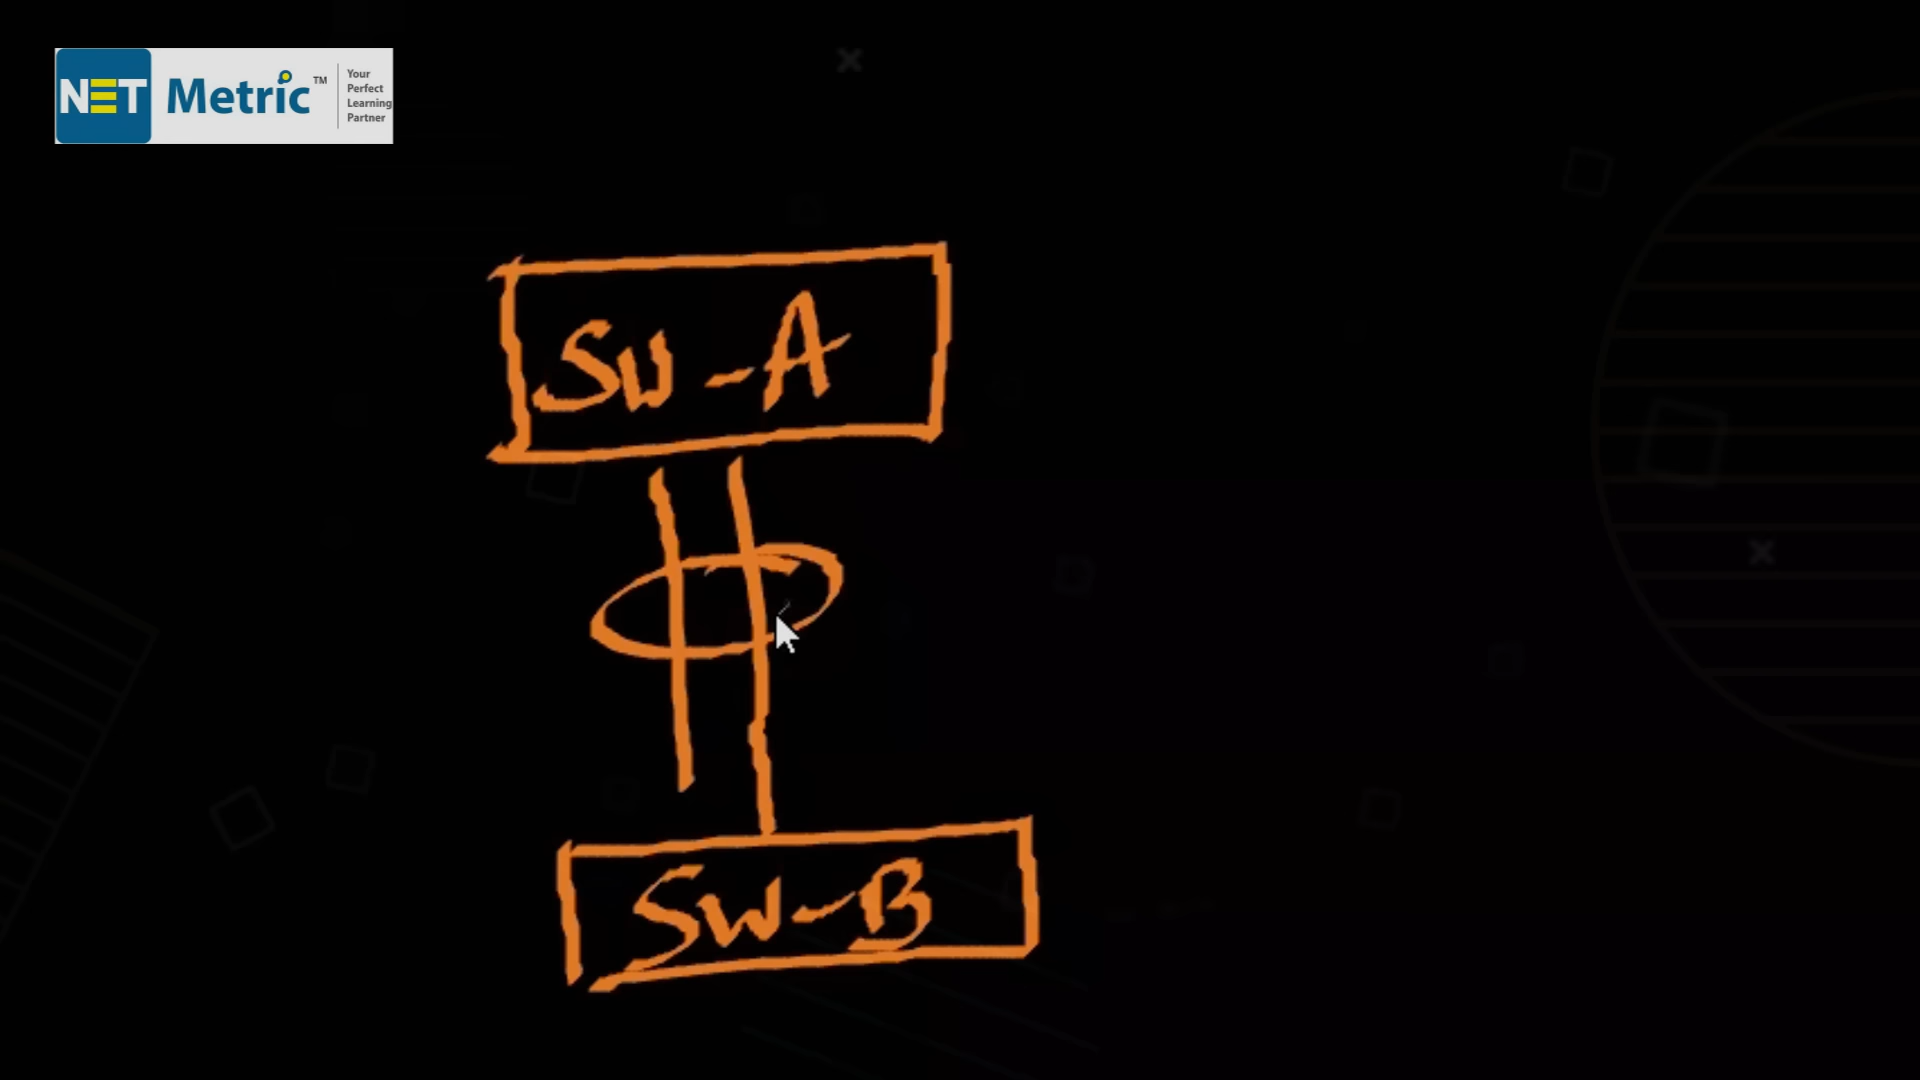 NET Metric™
Your
Perfect
Learning
Partner
SW-A
SW-B